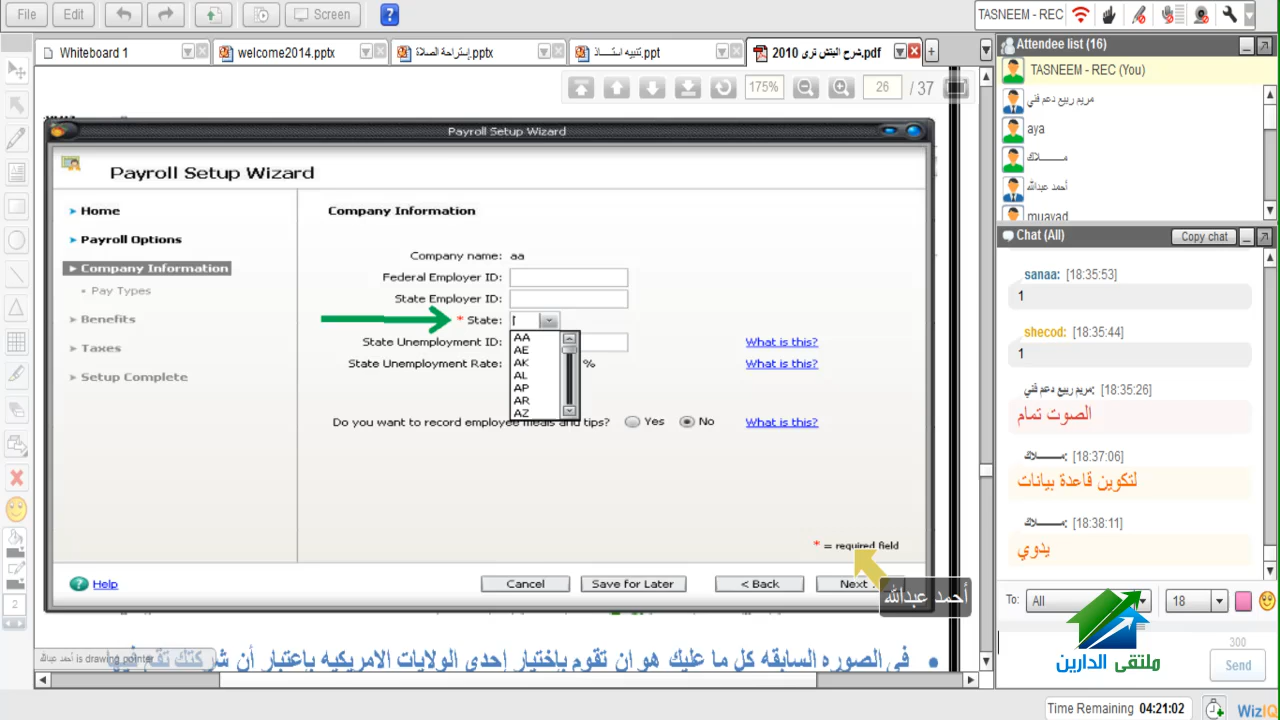 File Edit Screen ? TASNEEM - REC
Whiteboard 1 welcome2014.pptx إستراحة الصلاة.pptx تنبيه استـــاذ.ppt شرح البتش ترى 2010.pdf
175% 26 / 37
Payroll Setup Wizard
Payroll Setup Wizard
Home
Payroll Options
Company Information
Pay Types
Benefits
Taxes
Setup Complete
Company Information
Company name: aa
Federal Employer ID:
State Employer ID:
* State:
AA
AE
AK
AL
AP
AR
AZ
State Unemployment ID: What is this?
State Unemployment Rate: % What is this?
Do you want to record employee meals and tips? Yes No What is this?
* = required field
Help Cancel Save for Later < Back Next
أحمد عبدالله
أحمد عبدالله is drawing pointer
في الصوره السابقه كل ما عليك هو ان تقوم باختيار إحدى الولايات الامريكيه باعتبار أن شركتك تقع فيها
Attendee list (16)
TASNEEM - REC (You)
مريم ربيع دعم فني
aya
مــــلاك
أحمد عبدالله
muayad
Chat (All) Copy chat
sanaa: [18:35:53]
1
shecod: [18:35:44]
1
مريم ربيع دعم فني: [18:35:26]
الصوت تمام
مــــلاك: [18:37:06]
لتكوين قاعدة بيانات
مــــلاك: [18:38:11]
يدوي
To: All 18
300
Send
ملتقى الدارين
2
Time Remaining 04:21:02 WizIQ